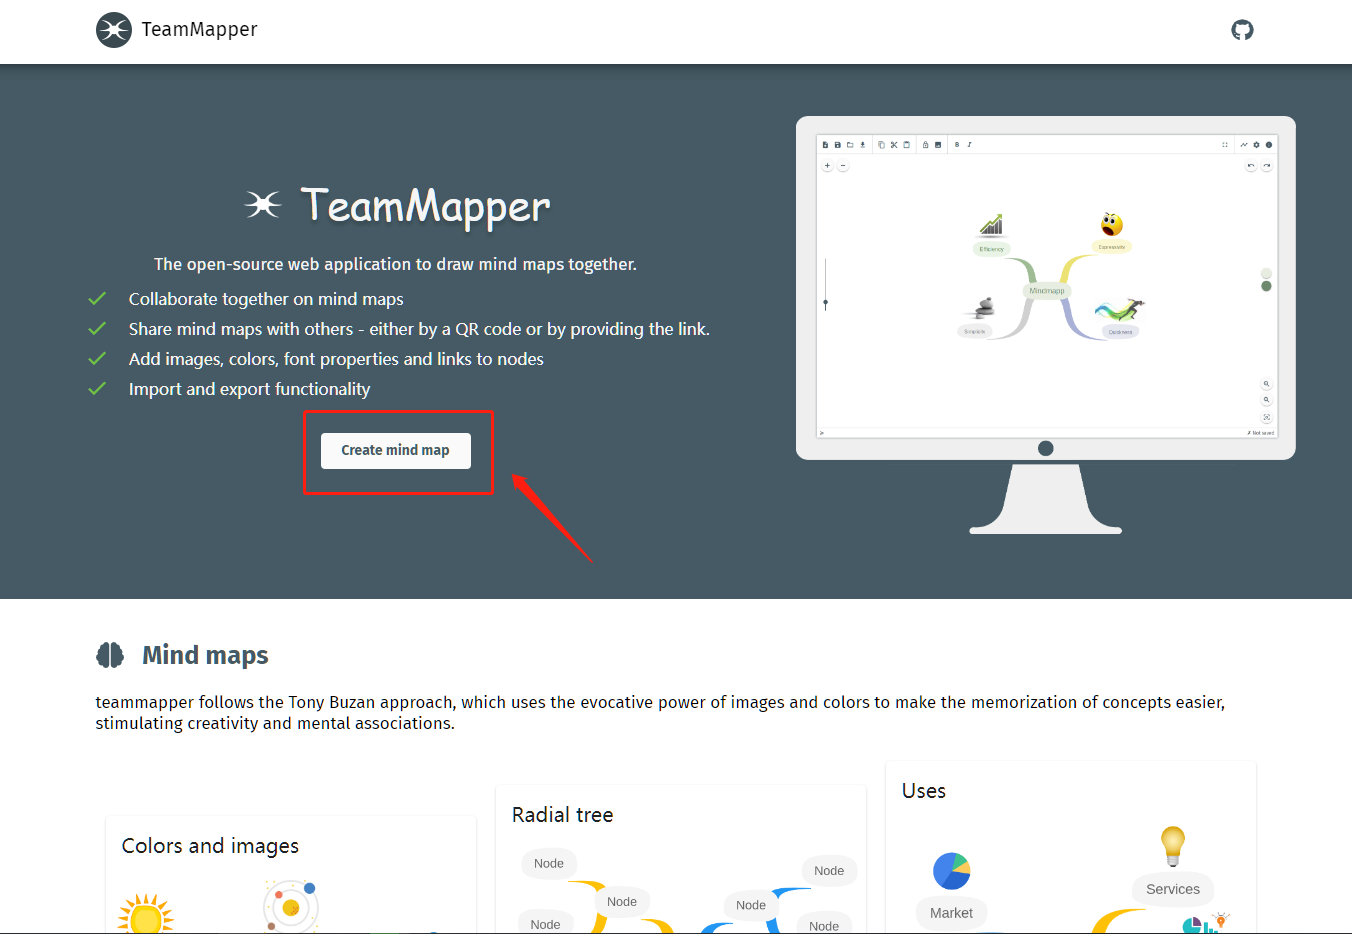 TeamMapper
TeamMapper
The open-source web application to draw mind maps together.
Collaborate together on mind maps
Share mind maps with others - either by a QR code or by providing the link.
Add images, colors, font properties and links to nodes
Import and export functionality
Create mind map
B I
Efficiency
Mindmapp
Quickness
Not saved
Mind maps
teammapper follows the Tony Buzan approach, which uses the evocative power of images and colors to make the memorization of concepts easier,
stimulating creativity and mental associations.
Colors and images
Radial tree
Node
Node
Node
Node
Node
Node
Uses
Services
Market